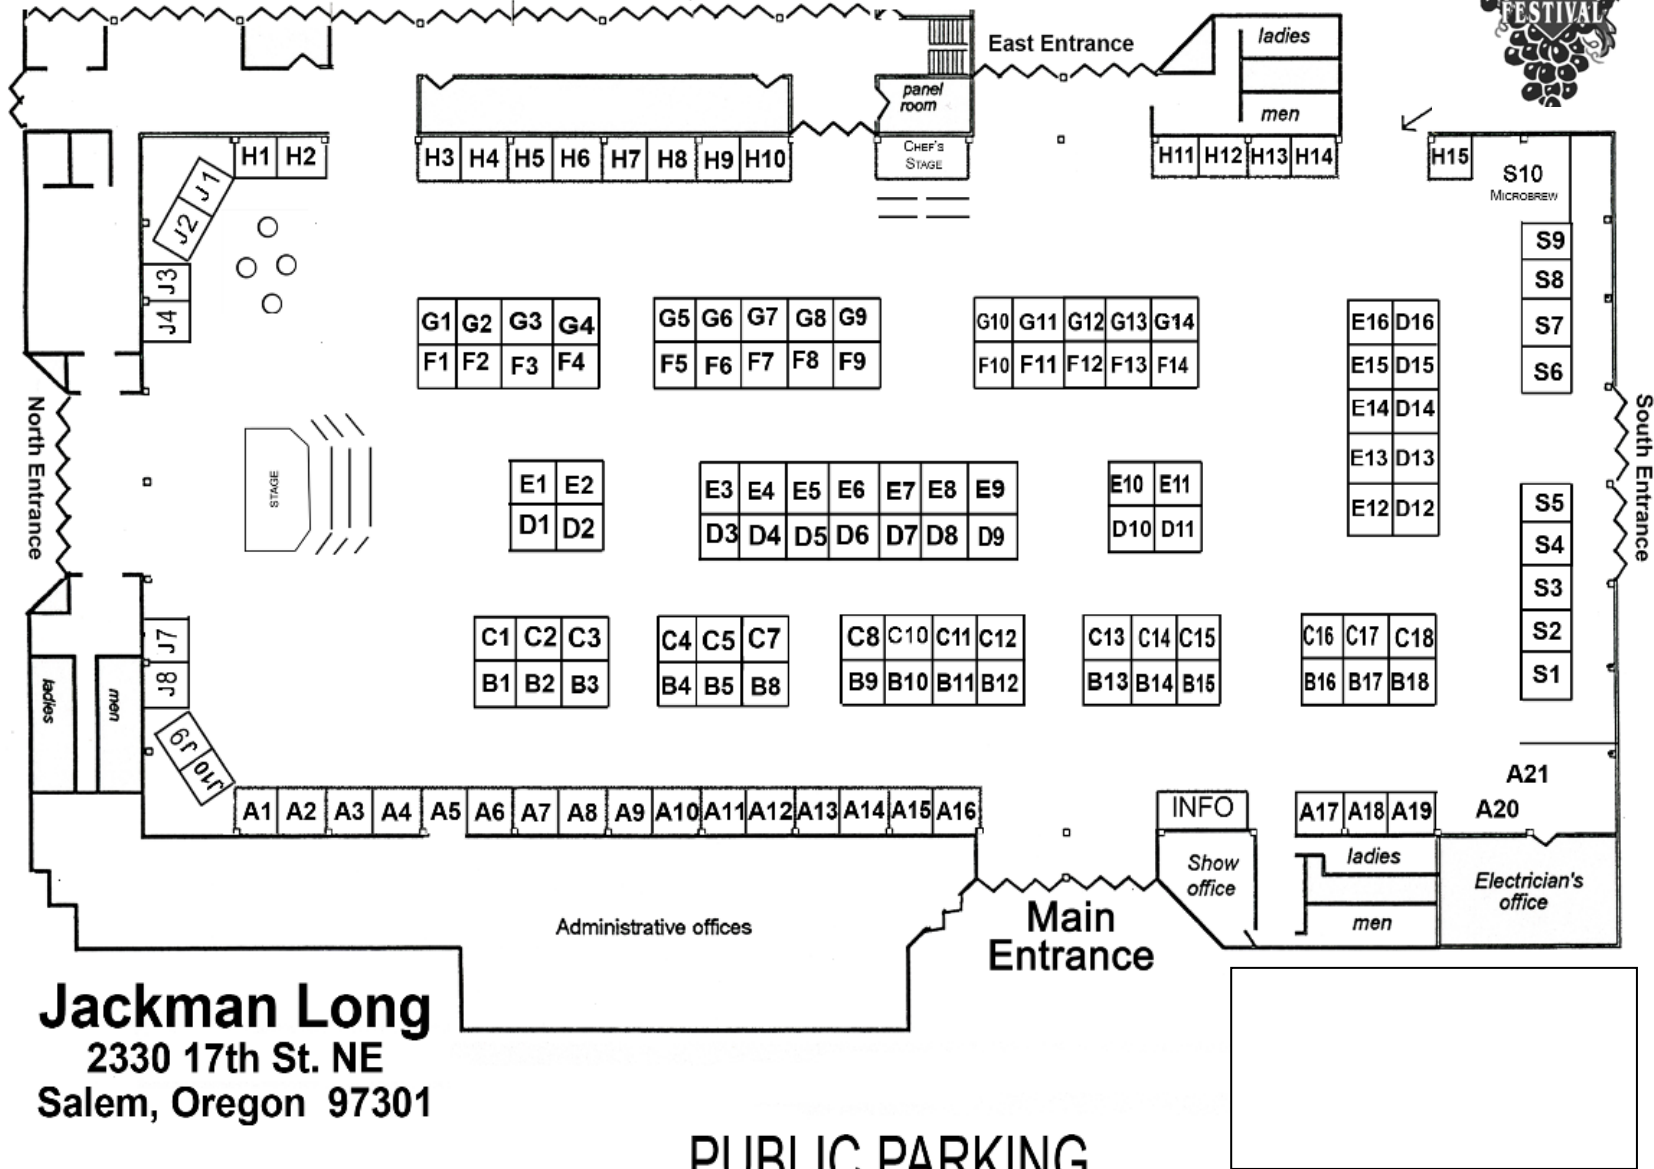 FESTIVAL
East Entrance
ladies
panel
room
men
H1 H2
H3 H4 H5 H6 H7 H8 H9 H10
CHEF'S
STAGE
H11 H12 H13 H14
H15
S10
MICROBREW
J1
J2
J3
J4
S9
S8
S7
S6
G1 G2 G3 G4
F1 F2 F3 F4
G5 G6 G7 G8 G9
F5 F6 F7 F8 F9
G10 G11 G12 G13 G14
F10 F11 F12 F13 F14
E16 D16
E15 D15
E14 D14
E13 D13
E12 D12
North Entrance
STAGE
South Entrance
E1 E2
D1 D2
E3 E4 E5 E6 E7 E8 E9
D3 D4 D5 D6 D7 D8 D9
E10 E11
D10 D11
S5
S4
S3
S2
S1
J7
J8
C1 C2 C3
B1 B2 B3
C4 C5 C7
B4 B5 B8
C8 C10 C11 C12
B9 B10 B11 B12
C13 C14 C15
B13 B14 B15
C16 C17 C18
B16 B17 B18
ladies
men
J9
J10
A1 A2 A3 A4 A5 A6 A7 A8 A9 A10 A11 A12 A13 A14 A15 A16
INFO
A17 A18 A19
A20
A21
Show
office
ladies
men
Electrician's
office
Administrative offices
Main
Entrance
Jackman Long
2330 17th St. NE
Salem, Oregon 97301
PUBLIC PARKING